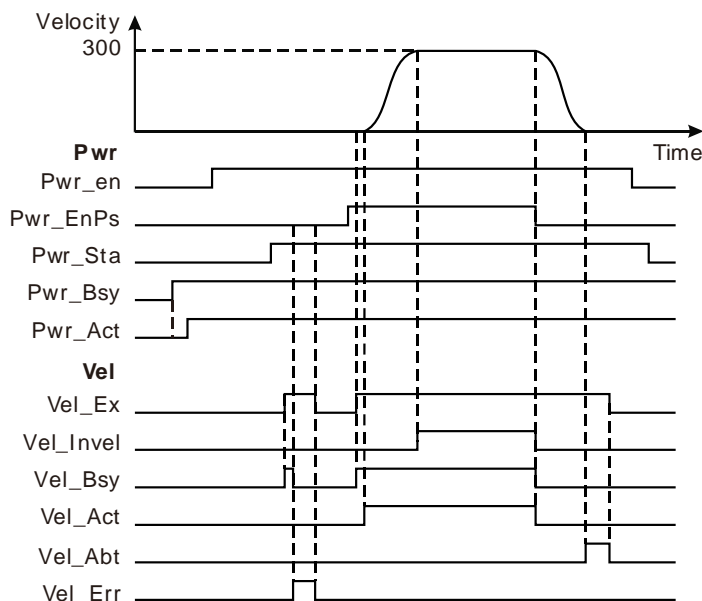 Velocity
300
Time
Pwr
Pwr_en
Pwr_EnPs
Pwr_Sta
Pwr_Bsy
Pwr_Act
Vel
Vel_Ex
Vel_Invel
Vel_Bsy
Vel_Act
Vel_Abt
Vel_Err